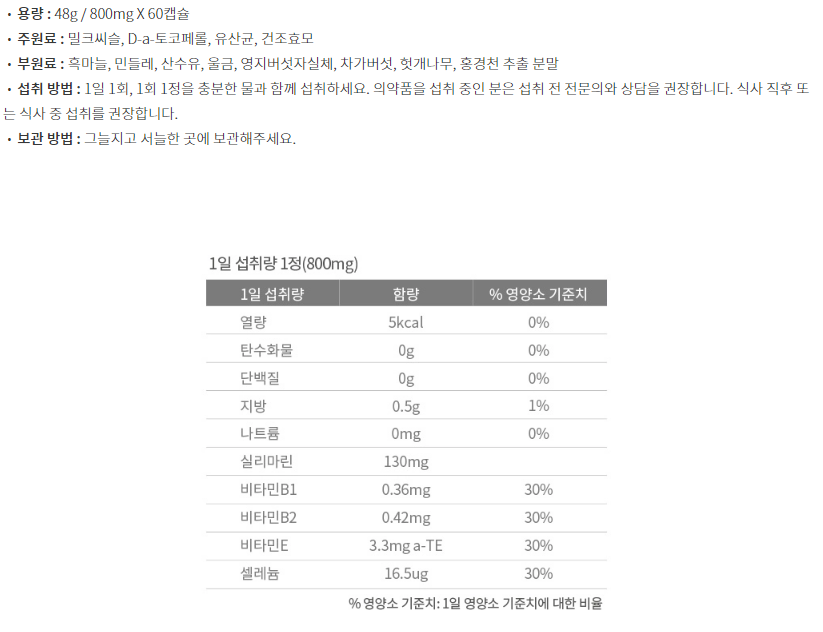 • 용량 : 48g / 800mg X 60캡슐
• 주원료 : 밀크씨슬, D-a-토코페롤, 유산균, 건조효모
• 부원료 : 흑마늘, 민들레, 산수유, 울금, 영지버섯자실체, 차가버섯, 헛개나무, 홍경천 추출 분말
• 섭취 방법 : 1일 1회, 1회 1정을 충분한 물과 함께 섭취하세요. 의약품을 섭취 중인 분은 섭취 전 전문의와 상담을 권장합니다. 식사 직후 또
는 식사 중 섭취를 권장합니다.
• 보관 방법 : 그늘지고 서늘한 곳에 보관해주세요.
1일 섭취량 1정(800mg)
1일 섭취량 함량 % 영양소 기준치
열량 5kcal 0%
탄수화물 0g 0%
단백질 0g 0%
지방 0.5g 1%
나트륨 0mg 0%
실리마린 130mg
비타민B1 0.36mg 30%
비타민B2 0.42mg 30%
비타민E 3.3mg a-TE 30%
셀레늄 16.5ug 30%
% 영양소 기준치: 1일 영양소 기준치에 대한 비율